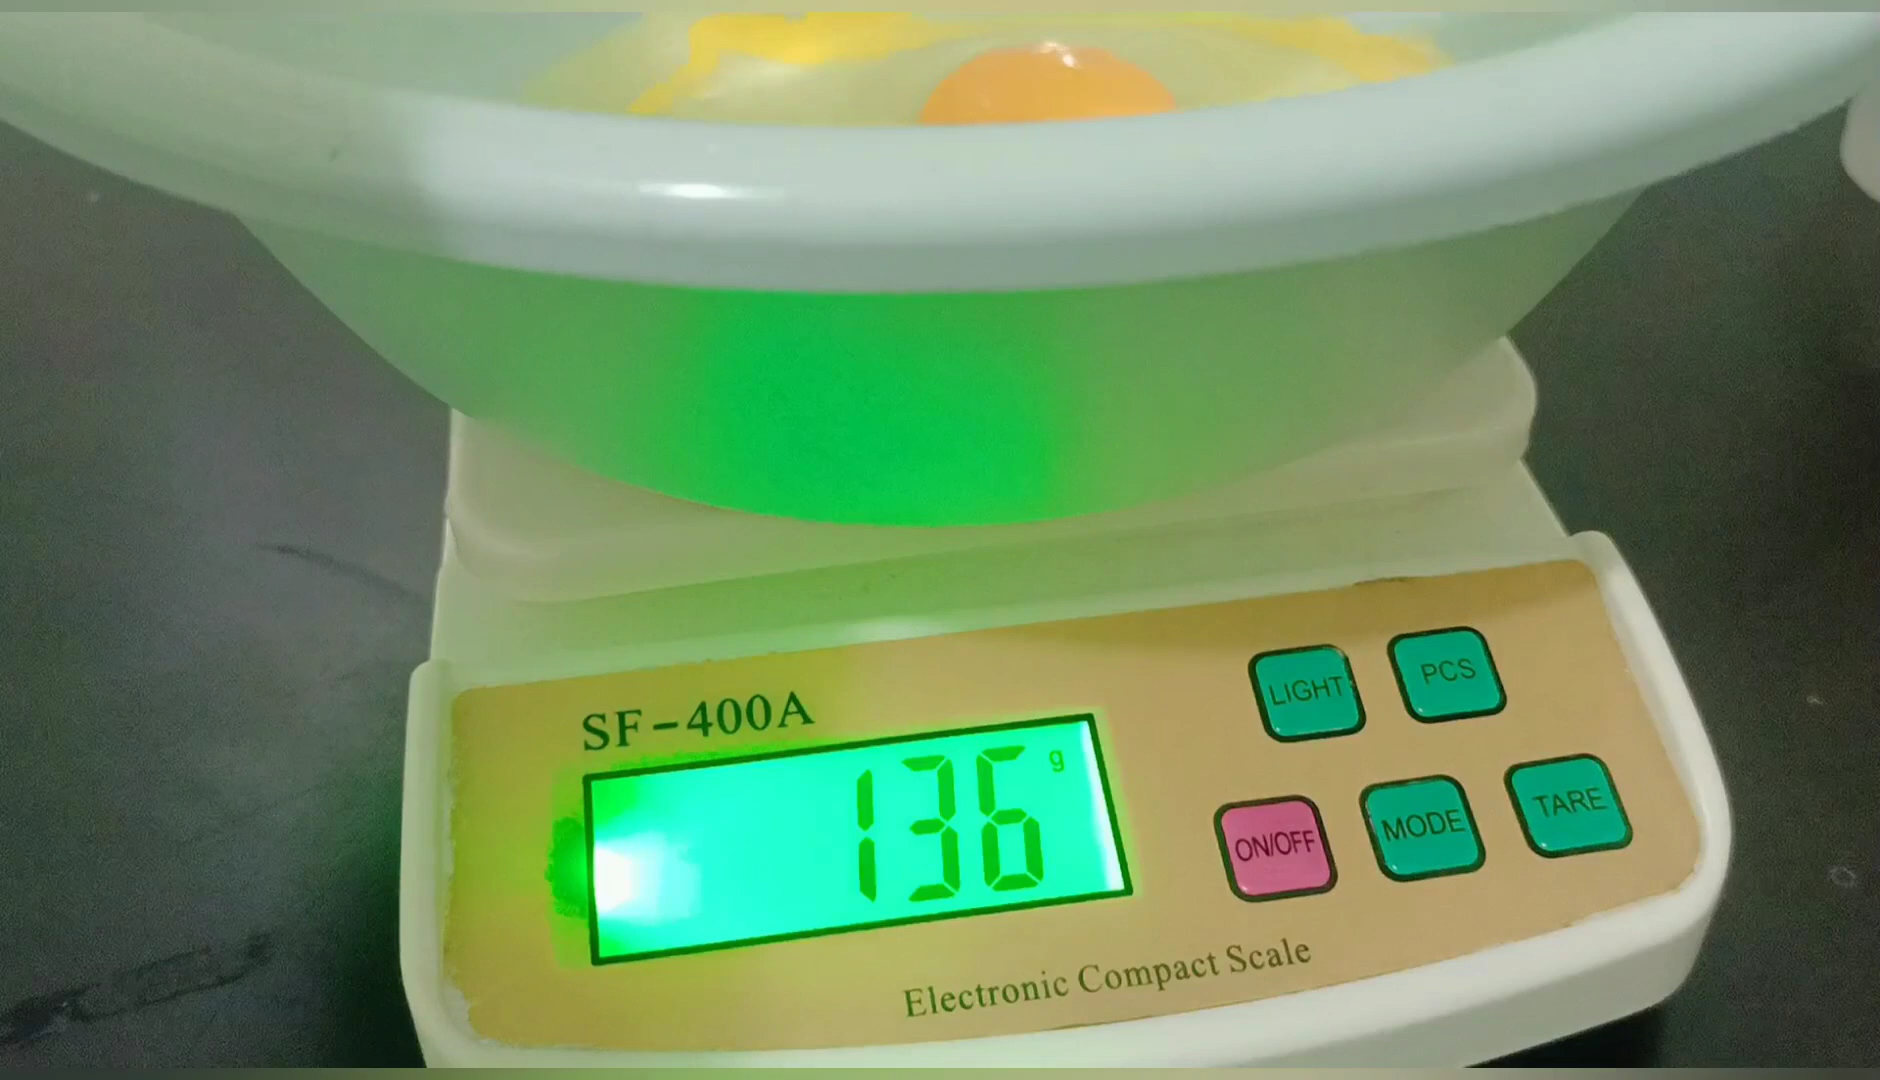 SF-400A
136 g
LIGHT
PCS
ON/OFF
MODE
TARE
Electronic Compact Scale